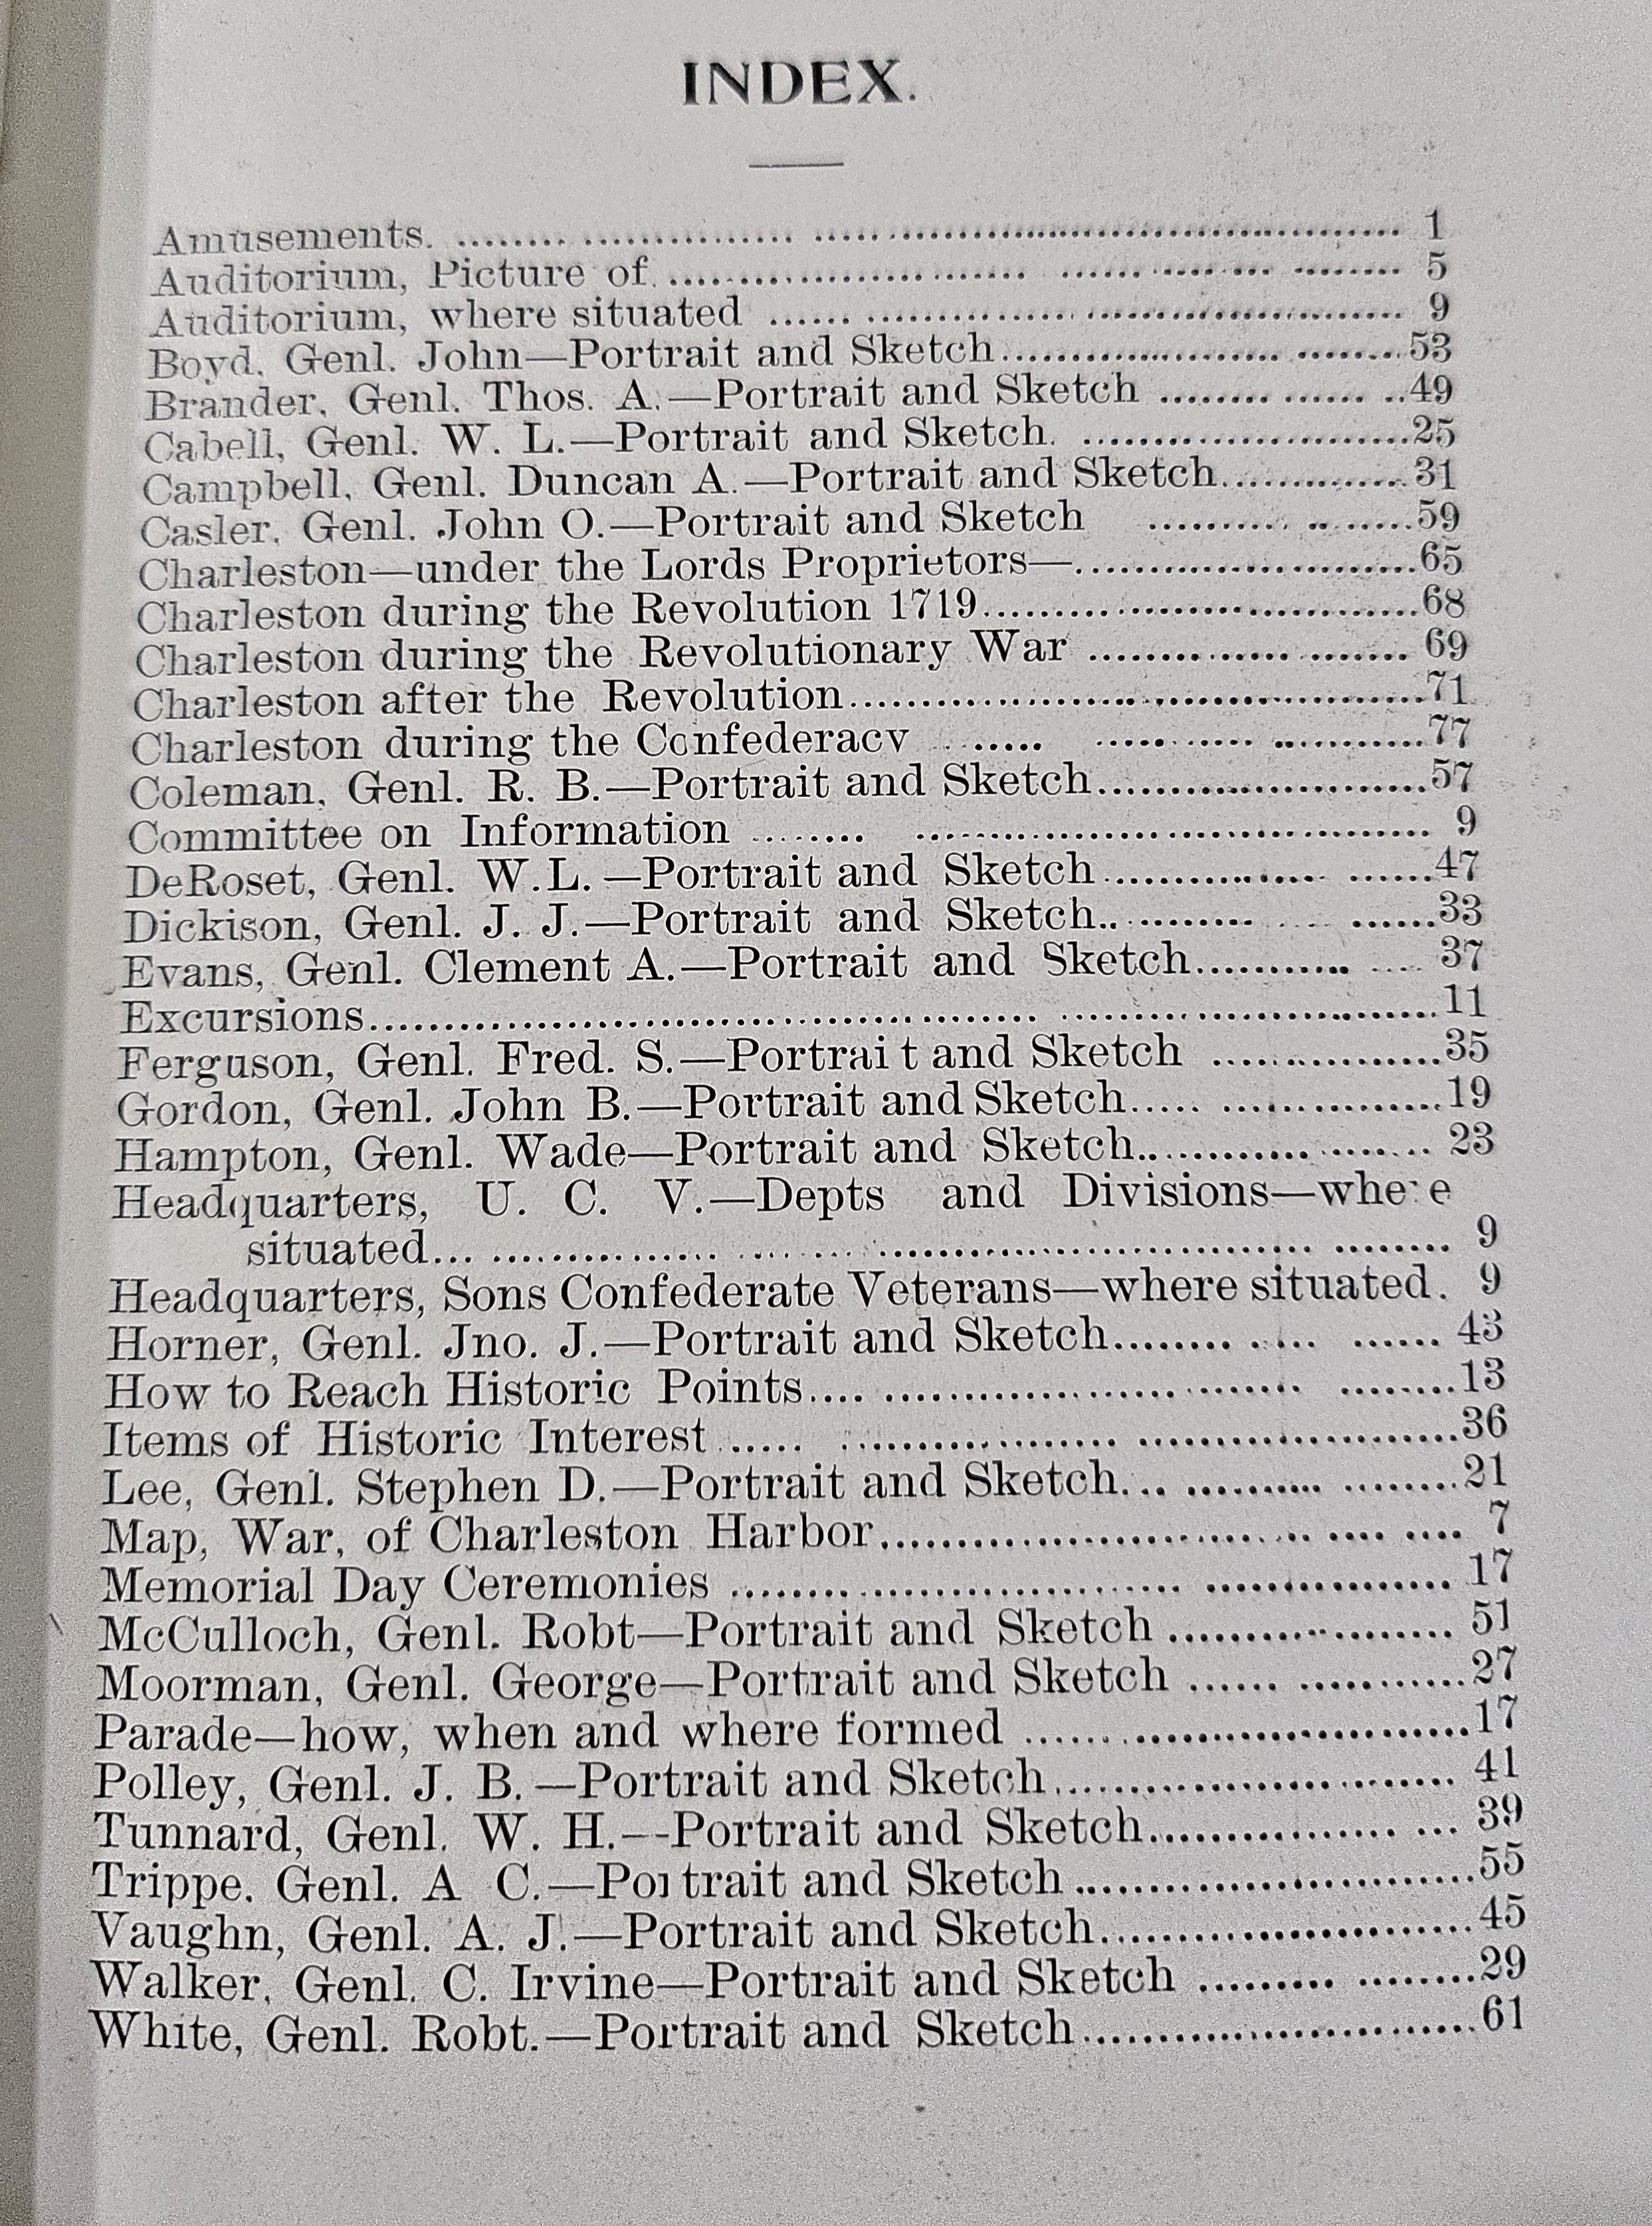 INDEX.
Amusements. ........ .............. ....................................... 1
Auditorium, Picture of. ........................ ...... ..... ... ........ 5
Auditorium, where situated ...... .................................... 9
Boyd, Genl. John—Portrait and Sketch................... ........53
Brander, Genl. Thos. A.—Portrait and Sketch ........ ...... ..49
Cabell, Genl. W. L.—Portrait and Sketch. ......................25
Campbell, Genl. Duncan A.—Portrait and Sketch.............31
Casler, Genl. John O.—Portrait and Sketch .......... .. ......59
Charleston—under the Lords Proprietors—.......................65
Charleston during the Revolution 1719.............................68
Charleston during the Revolutionary War .............. ....... 69
Charleston after the Revolution.......................................71
Charleston during the Confederacy ...... ..... ..... ..........77
Coleman, Genl. R. B.—Portrait and Sketch......................57
Committee on Information ........ ................................... 9
DeRoset, Genl. W.L.—Portrait and Sketch............... ......47
Dickison, Genl. J. J.—Portrait and Sketch........... .... ......33
Evans, Genl. Clement A.—Portrait and Sketch........... .... 37
Excursions............................................. ..........................11
Ferguson, Genl. Fred. S.—Portrai t and Sketch ................35
Gordon, Genl. John B.—Portrait and Sketch..... ...............19
Hampton, Genl. Wade—Portrait and Sketch............ ........ 23
Headquarters, U. C. V.—Depts and Divisions—where
situated... ................ .... ... ............................. ........ 9
Headquarters, Sons Confederate Veterans—where situated. 9
Horner, Genl. Jno. J.—Portrait and Sketch........ ..... ...... 43
How to Reach Historic Points.... ............................ ........13
Items of Historic Interest ..... ................... ......................36
Lee, Genl. Stephen D.—Portrait and Sketch... .......... ........21
Map, War, of Charleston Harbor............................. .... .... 7
Memorial Day Ceremonies .............................. ................. 17
McCulloch, Genl. Robt—Portrait and Sketch ................... 51
Moorman, Genl. George—Portrait and Sketch ...... ...........27
Parade—how, when and where formed ..............................17
Polley, Genl. J. B.—Portrait and Sketch........................... 41
Tunnard, Genl. W. H.—-Portrait and Sketch................ ... 39
Trippe, Genl. A C.—Portrait and Sketch ..........................55
Vaughn, Genl. A. J.—Portrait and Sketch.........................45
Walker, Genl. C. Irvine—Portrait and Sketch ......... ........29
White, Genl. Robt.—Portrait and Sketch..........................61